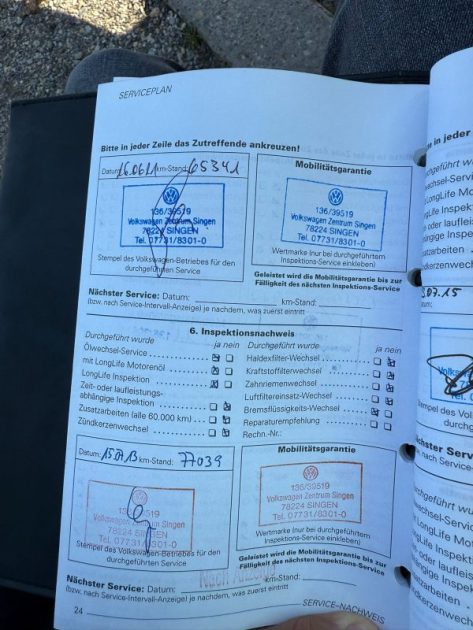 SERVICEPLAN
Bitte in jeder Zeile das Zutreffende ankreuzen!
Datum: 16.06.11 km-Stand: 65341
Mobilitätsgarantie
136/39519
Volkswagen Zentrum Singen
78224 SINGEN
Tel. 07731/8301-0
136/39519
Volkswagen Zentrum Singen
78224 SINGEN
Tel. 07731/8301-0
Stempel des Volkswagen-Betriebes für den
durchgeführten Service
Wertmarke (nur bei durchgeführtem
Inspektions-Service einkleben)
Geleistet wird die Mobilitätsgarantie bis zur
Fälligkeit des nächsten Inspektions-Service
Nächster Service: Datum: km-Stand:
(bzw. nach Service-Intervall-Anzeige) je nachdem, was zuerst eintritt
6. Inspektionsnachweis
Durchgeführt wurde ja nein
Ölwechsel-Service
mit LongLife Motorenöl
LongLife Inspektion
Zeit- oder laufleistungs-
abhängige Inspektion
Zusatzarbeiten (alle 60.000 km)
Zündkerzenwechsel
Durchgeführt wurde ja nein
Haldexfilter-Wechsel
Kraftstoffilterwechsel
Zahnriemenwechsel
Luftfiltereinsatz-Wechsel
Bremsflüssigkeits-Wechsel
Reparaturempfehlung
Rechn.-Nr.:
Datum: 15.07.13 km-Stand: 77039
Mobilitätsgarantie
136/39519
Volkswagen Zentrum Singen
78224 SINGEN
Tel. 07731/8301-0
136/39519
Volkswagen Zentrum Singen
78224 SINGEN
Tel. 07731/8301-0
Stempel des Volkswagen-Betriebes für den
durchgeführten Service
Wertmarke (nur bei durchgeführtem
Inspektions-Service einkleben)
Geleistet wird die Mobilitätsgarantie bis zur
Fälligkeit des nächsten Inspektions-Service
Nächster Service: Datum: km-Stand:
(bzw. nach Service-Intervall-Anzeige) je nachdem, was zuerst eintritt
24
SERVICE-NACHWEIS